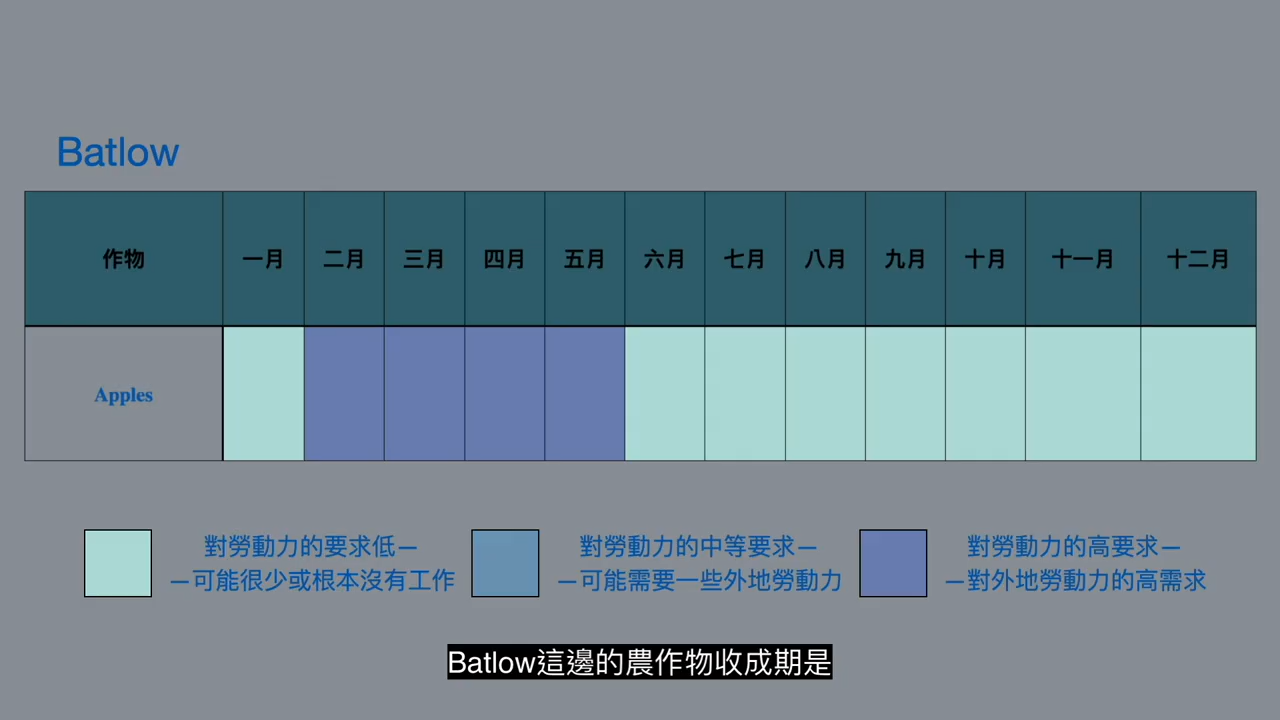 Batlow
作物 一月 二月 三月 四月 五月 六月 七月 八月 九月 十月 十一月 十二月
Apples
對勞動力的要求低—
—可能很少或根本沒有工作
對勞動力的中等要求—
—可能需要一些外地勞動力
對勞動力的高要求—
—對外地勞動力的高需求
Batlow這邊的農作物收成期是